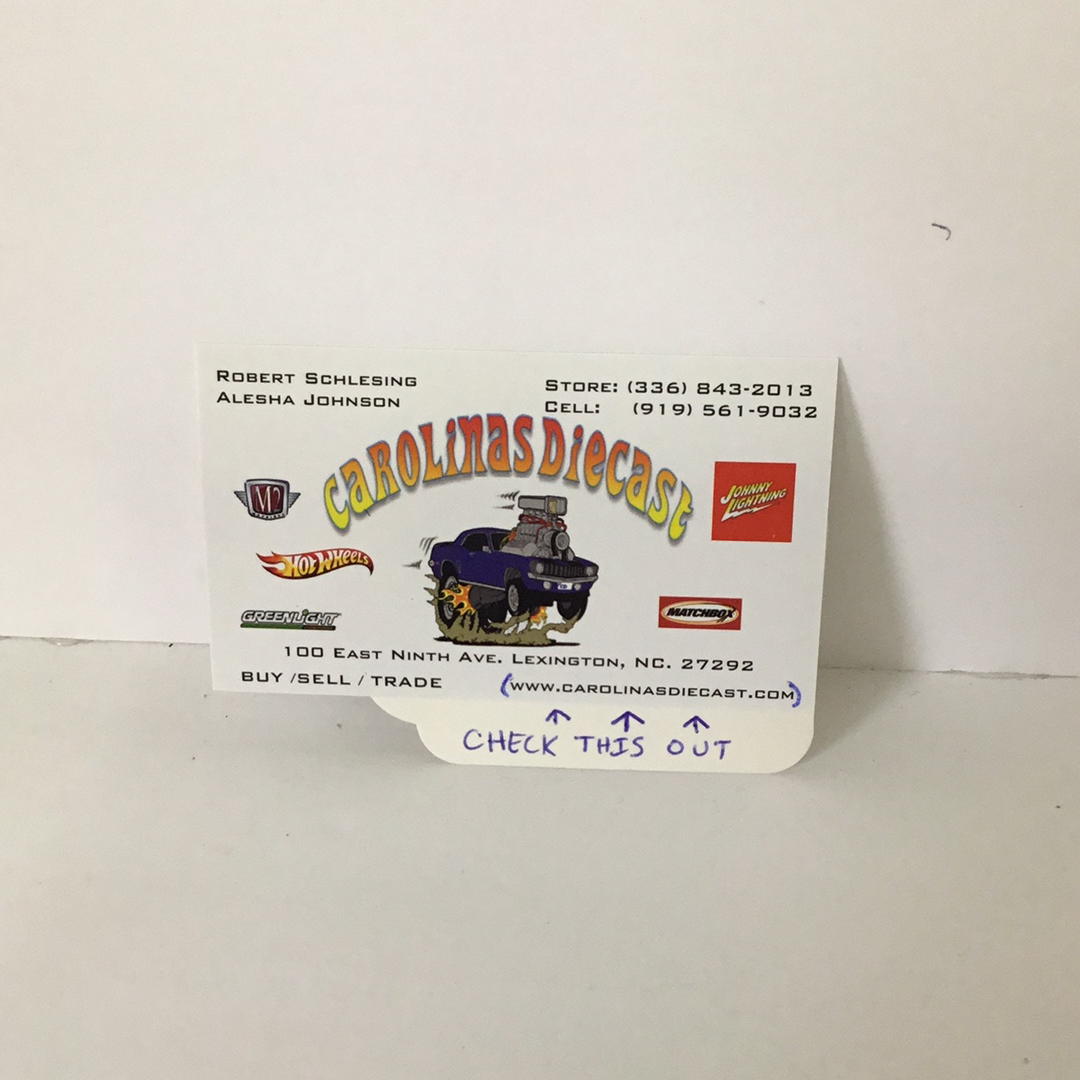 ROBERT SCHLESING
ALESHA JOHNSON
STORE: (336) 843-2013
CELL: (919) 561-9032
CAROLINAS DIECAST
M2
JOHNNY
LIGHTNING
HOT WHEELS
GREENLIGHT
MATCHBOX
100 EAST NINTH AVE. LEXINGTON, NC. 27292
BUY /SELL / TRADE
(WWW.CAROLINASDIECAST.COM)
↑ ↑ ↑
CHECK THIS OUT